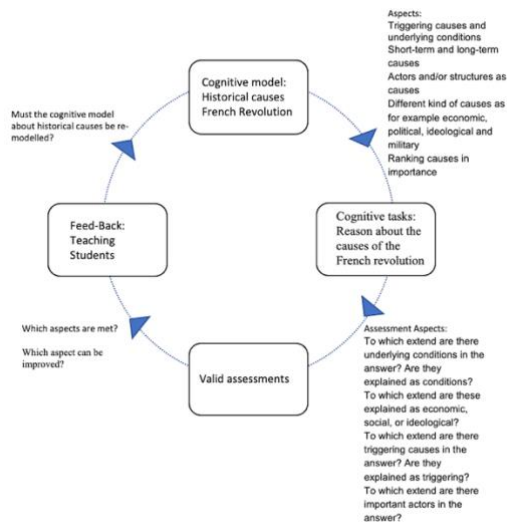 Aspects:
Triggering causes and
underlying conditions
Short-term and long-term
causes
Actors and/or structures as
causes
Different kind of causes as
for example economic,
political, ideological and
military
Ranking causes in
importance
Cognitive model:
Historical causes
French Revolution
Must the cognitive model
about historical causes be re-
modelled?
Cognitive tasks:
Reason about the
causes of the
French revolution
Feed-Back:
Teaching
Students
Which aspects are met?
Which aspect can be
improved?
Valid assessments
Assessment Aspects:
To which extend are there
underlying conditions in the
answer? Are they
explained as conditions?
To which extend are these
explained as economic,
social, or ideological?
To which extend are there
triggering causes in the
answer? Are they
explained as triggering?
To which extend are there
important actors in the
answer?